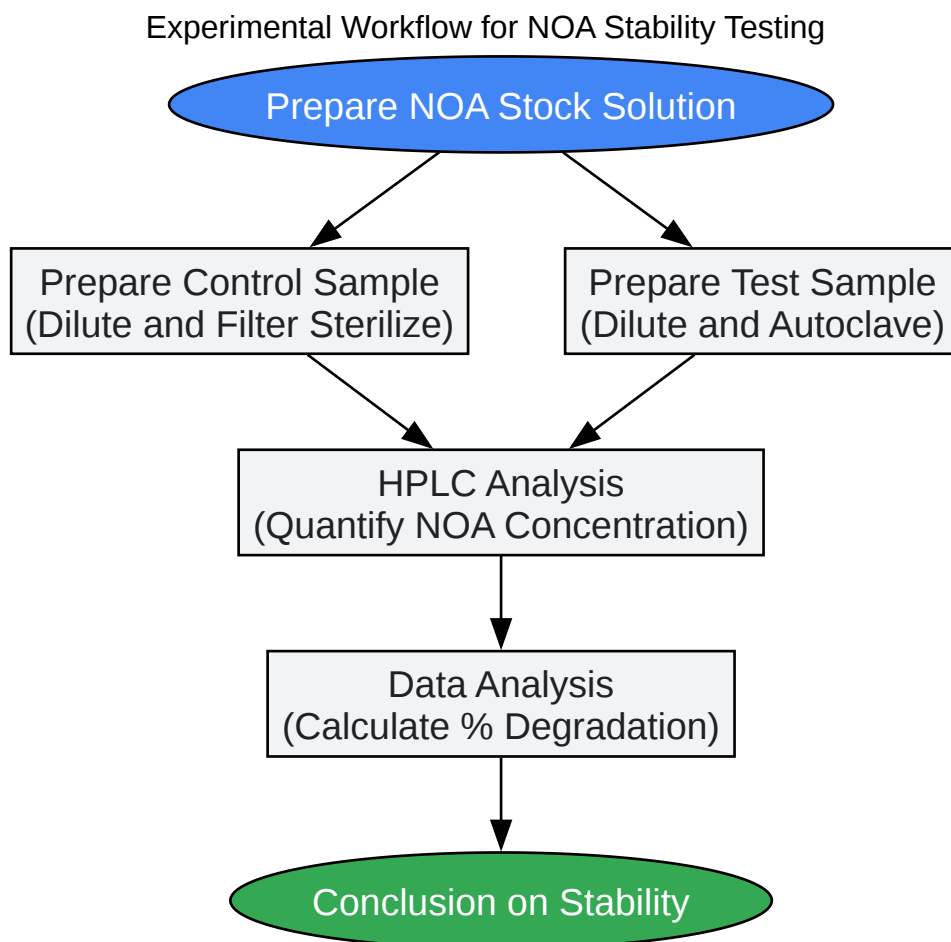 Experimental Workflow for NOA Stability Testing
Prepare NOA Stock Solution
Prepare Control Sample
(Dilute and Filter Sterilize)
Prepare Test Sample
(Dilute and Autoclave)
HPLC Analysis
(Quantify NOA Concentration)
Data Analysis
(Calculate % Degradation)
Conclusion on Stability